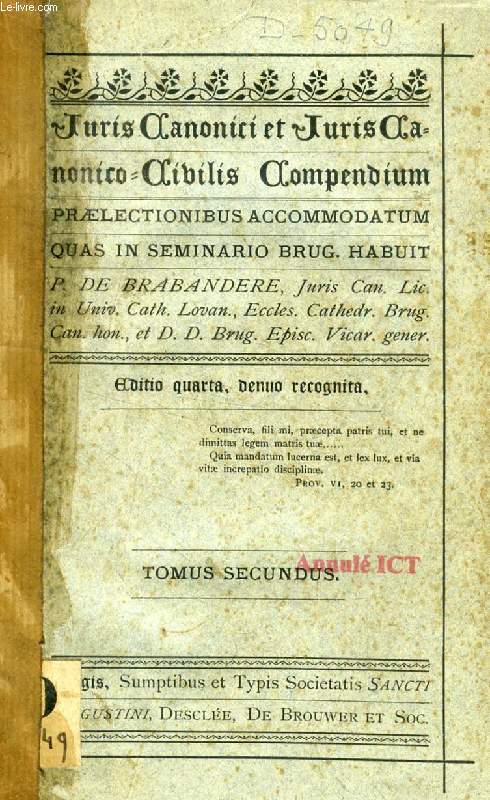 Le-livre.com
D-5049
Juris Canonici et Juris Ca=
nonico=Civilis Compendium
PRÆLECTIONIBUS ACCOMMODATUM
QUAS IN SEMINARIO BRUG. HABUIT
P. DE BRABANDERE, Juris Can. Lic.
in Univ. Cath. Lovan., Eccles. Cathedr. Brug.
Can. hon., et D. D. Brug. Episc. Vicar. gener.
Editio quarta, denuo recognita.
Conserva, fili mi, præcepta patris tui, et ne
dimittas legem matris tuæ......
Quia mandatum lucerna est, et lex lux, et via
vitæ increpatio disciplinæ.
PROV. VI, 20 et 23.
Annulé ICT
TOMUS SECUNDUS.
gis, Sumptibus et Typis Societatis SANCTI
GUSTINI, DESCLÉE, DE BROUWER ET SOC.
49